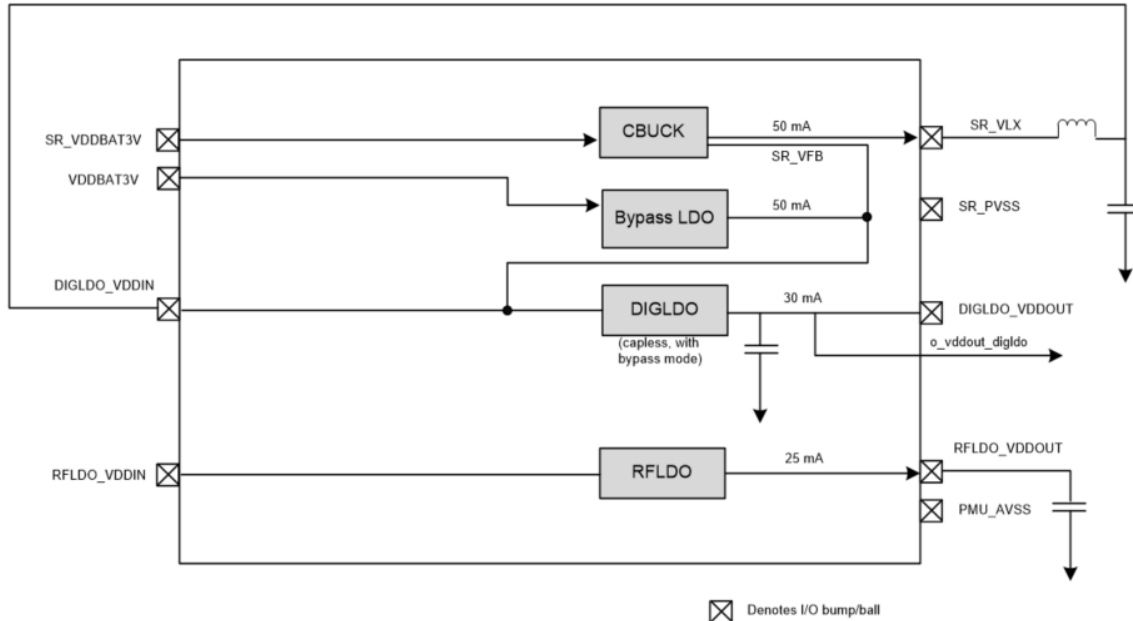 SR_VDDBAT3V
CBUCK
50 mA
SR_VLX
SR_VFB
VDDBAT3V
Bypass LDO
50 mA
SR_PVSS
DIGLDO_VDDIN
DIGLDO
30 mA
DIGLDO_VDDOUT
(capless, with
bypass mode)
o_vddout_digldo
RFLDO_VDDIN
RFLDO
25 mA
RFLDO_VDDOUT
PMU_AVSS
Denotes I/O bump/ball